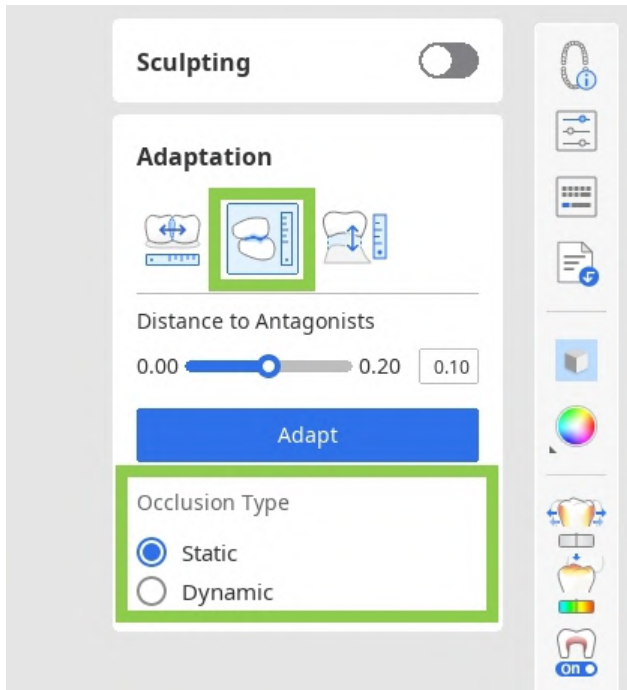 Sculpting
Adaptation
Distance to Antagonists
0.00 0.20 0.10
Adapt
Occlusion Type
Static
Dynamic
On